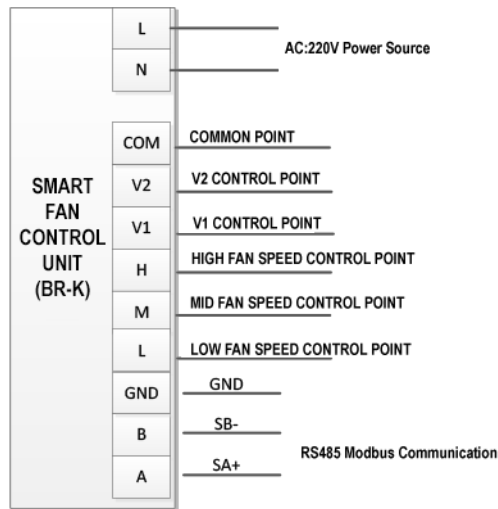 L
AC:220V Power Source
N
COM COMMON POINT
V2 V2 CONTROL POINT
V1 V1 CONTROL POINT
SMART
FAN
CONTROL
UNIT
(BR-K)
H HIGH FAN SPEED CONTROL POINT
M MID FAN SPEED CONTROL POINT
L LOW FAN SPEED CONTROL POINT
GND GND
B SB-
RS485 Modbus Communication
A SA+